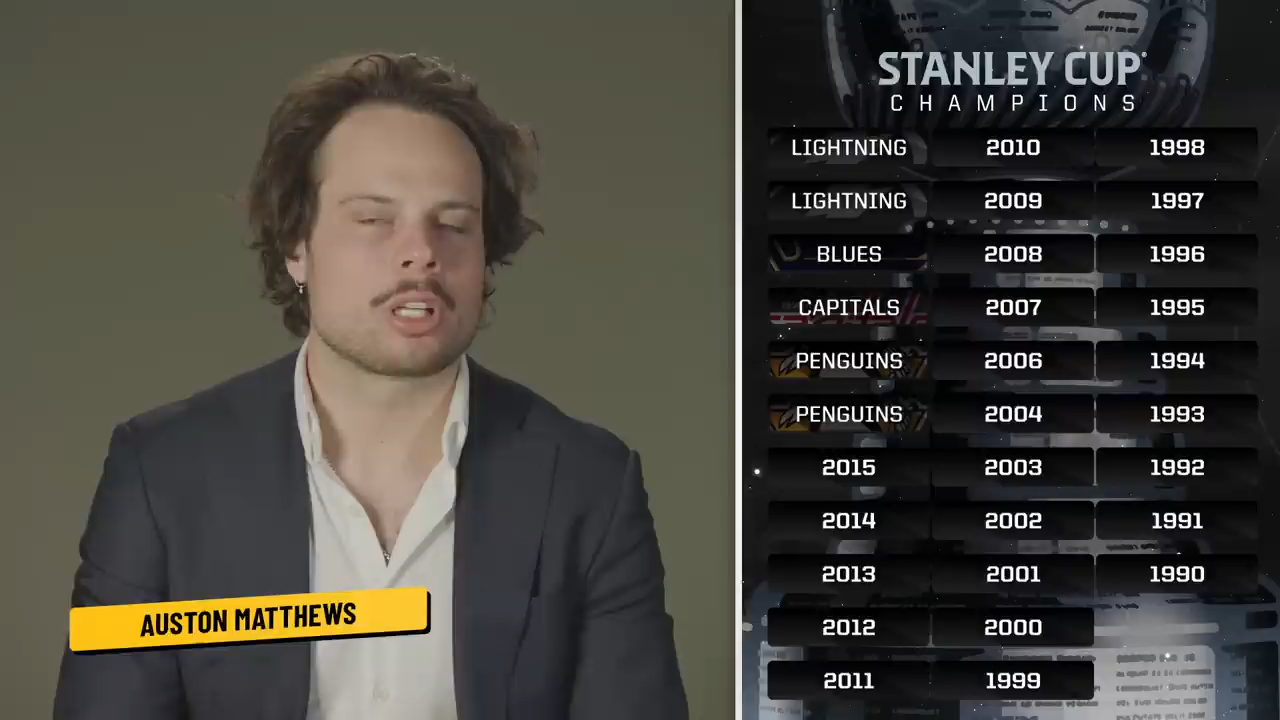 STANLEY CUP
CHAMPIONS
LIGHTNING 2010 1998
LIGHTNING 2009 1997
BLUES 2008 1996
CAPITALS 2007 1995
PENGUINS 2006 1994
PENGUINS 2004 1993
2015 2003 1992
2014 2002 1991
2013 2001 1990
2012 2000
2011 1999
AUSTON MATTHEWS